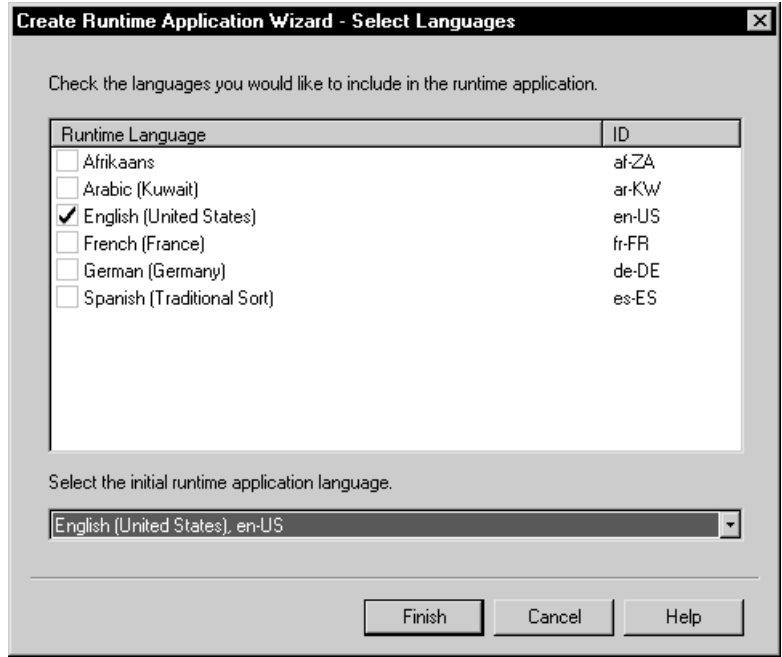 Create Runtime Application Wizard - Select Languages
Check the languages you would like to include in the runtime application.
Runtime Language ID
Afrikaans af-ZA
Arabic (Kuwait) ar-KW
English (United States) en-US
French (France) fr-FR
German (Germany) de-DE
Spanish (Traditional Sort) es-ES
Select the initial runtime application language.
English (United States), en-US
Finish Cancel Help